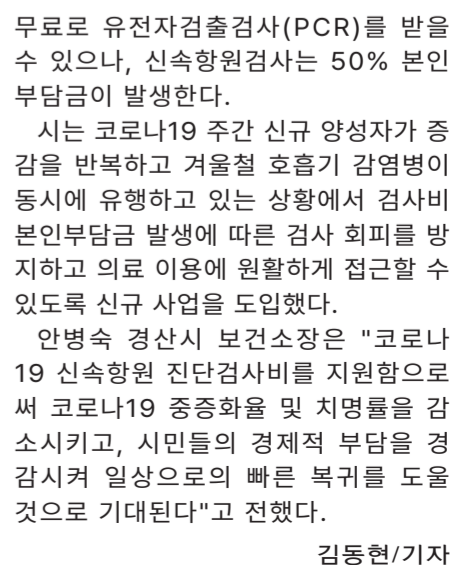 무료로 유전자검출검사(PCR)를 받을
수 있으나, 신속항원검사는 50% 본인
부담금이 발생한다.
시는 코로나19 주간 신규 양성자가 증
감을 반복하고 겨울철 호흡기 감염병이
동시에 유행하고 있는 상황에서 검사비
본인부담금 발생에 따른 검사 회피를 방
지하고 의료 이용에 원활하게 접근할 수
있도록 신규 사업을 도입했다.
안병숙 경산시 보건소장은 "코로나
19 신속항원 진단검사비를 지원함으로
써 코로나19 중증화율 및 치명률을 감
소시키고, 시민들의 경제적 부담을 경
감시켜 일상으로의 빠른 복귀를 도울
것으로 기대된다"고 전했다.
김동현/기자